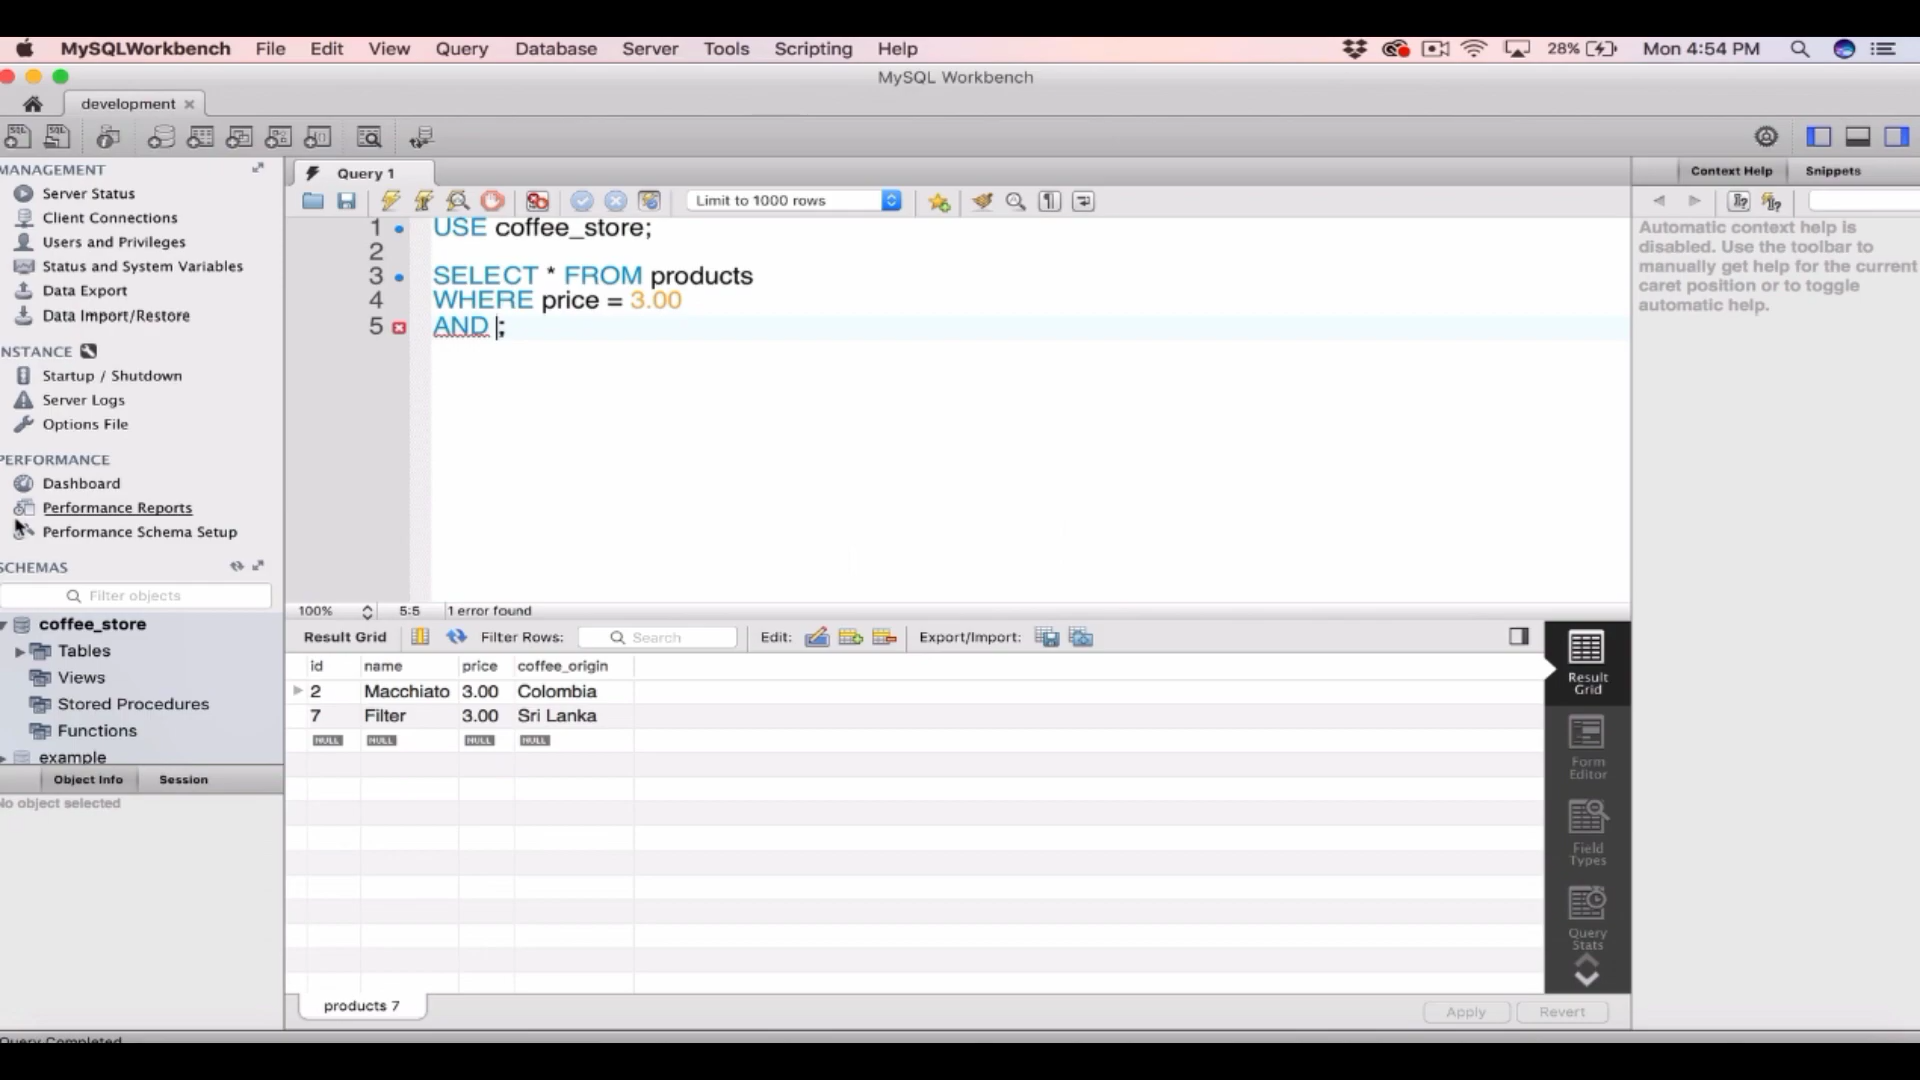 MySQLWorkbench File Edit View Query Database Server Tools Scripting Help 28% Mon 4:54 PM
MySQL Workbench
development
MANAGEMENT
Server Status
Client Connections
Users and Privileges
Status and System Variables
Data Export
Data Import/Restore
NSTANCE
Startup / Shutdown
Server Logs
Options File
PERFORMANCE
Dashboard
Performance Reports
Performance Schema Setup
SCHEMAS
Filter objects
coffee_store
Tables
Views
Stored Procedures
Functions
example
Object Info Session
No object selected
Query 1
Limit to 1000 rows
1 USE coffee_store;
2
3 SELECT * FROM products
4 WHERE price = 3.00
5 AND ;
100% 5:5 1 error found
Result Grid Filter Rows: Search Edit: Export/Import:
id name price coffee_origin
2 Macchiato 3.00 Colombia
7 Filter 3.00 Sri Lanka
NULL NULL NULL NULL
products 7
Apply Revert
Result Grid
Form Editor
Field Types
Query Stats
Context Help Snippets
Automatic context help is
disabled. Use the toolbar to
manually get help for the current
caret position or to toggle
automatic help.
Query Completed